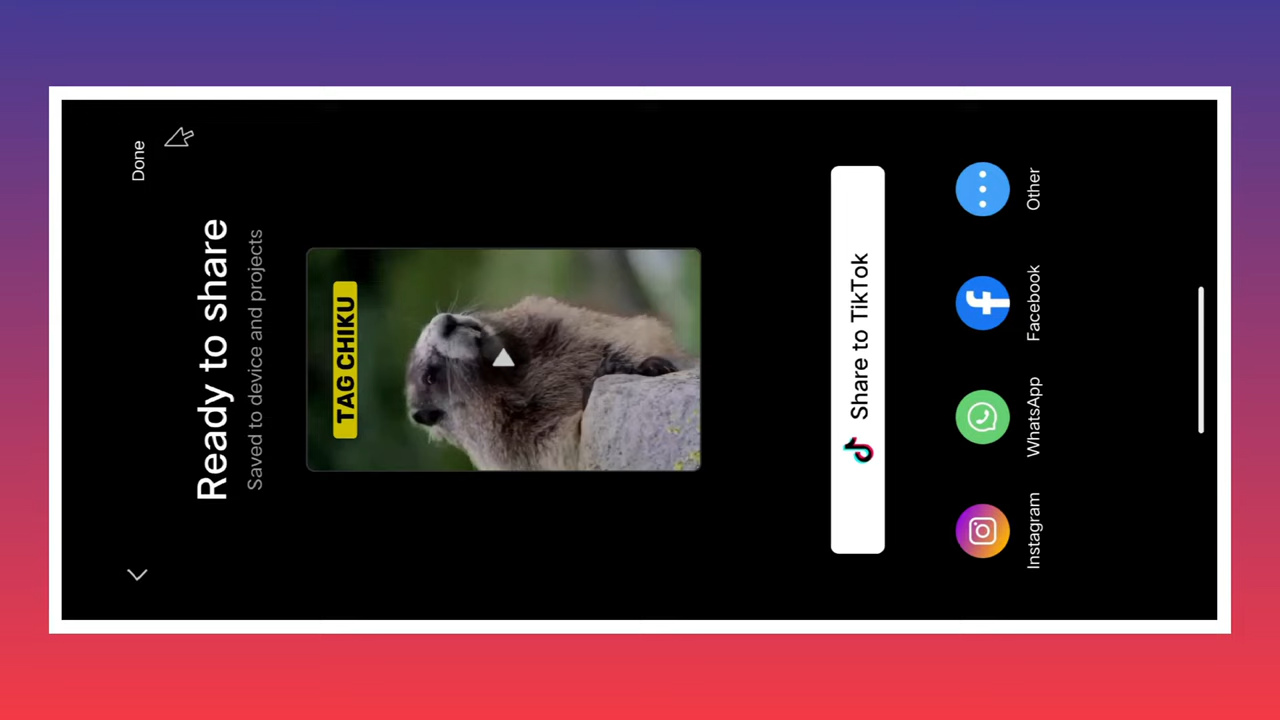 Done
Ready to share
Saved to device and projects
TAG CHIKU
Share to TikTok
Instagram
WhatsApp
Facebook
Other